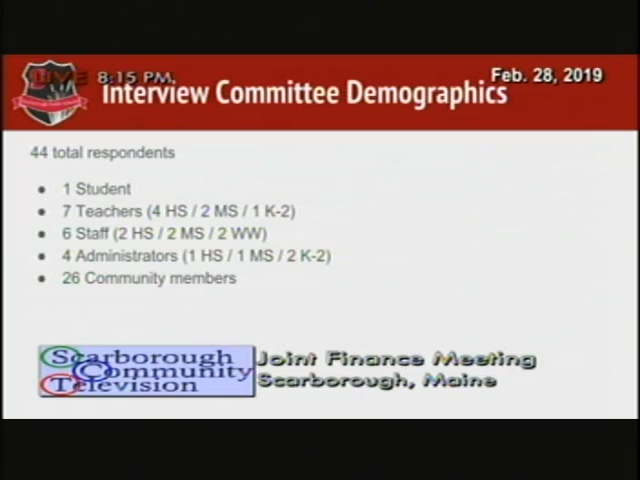 LIVE 8:15 PM.
Feb. 28, 2019
Interview Committee Demographics
44 total respondents
● 1 Student
● 7 Teachers (4 HS / 2 MS / 1 K-2)
● 6 Staff (2 HS / 2 MS / 2 WW)
● 4 Administrators (1 HS / 1 MS / 2 K-2)
● 26 Community members
Scarborough
Community
Television
Joint Finance Meeting
Scarborough, Maine